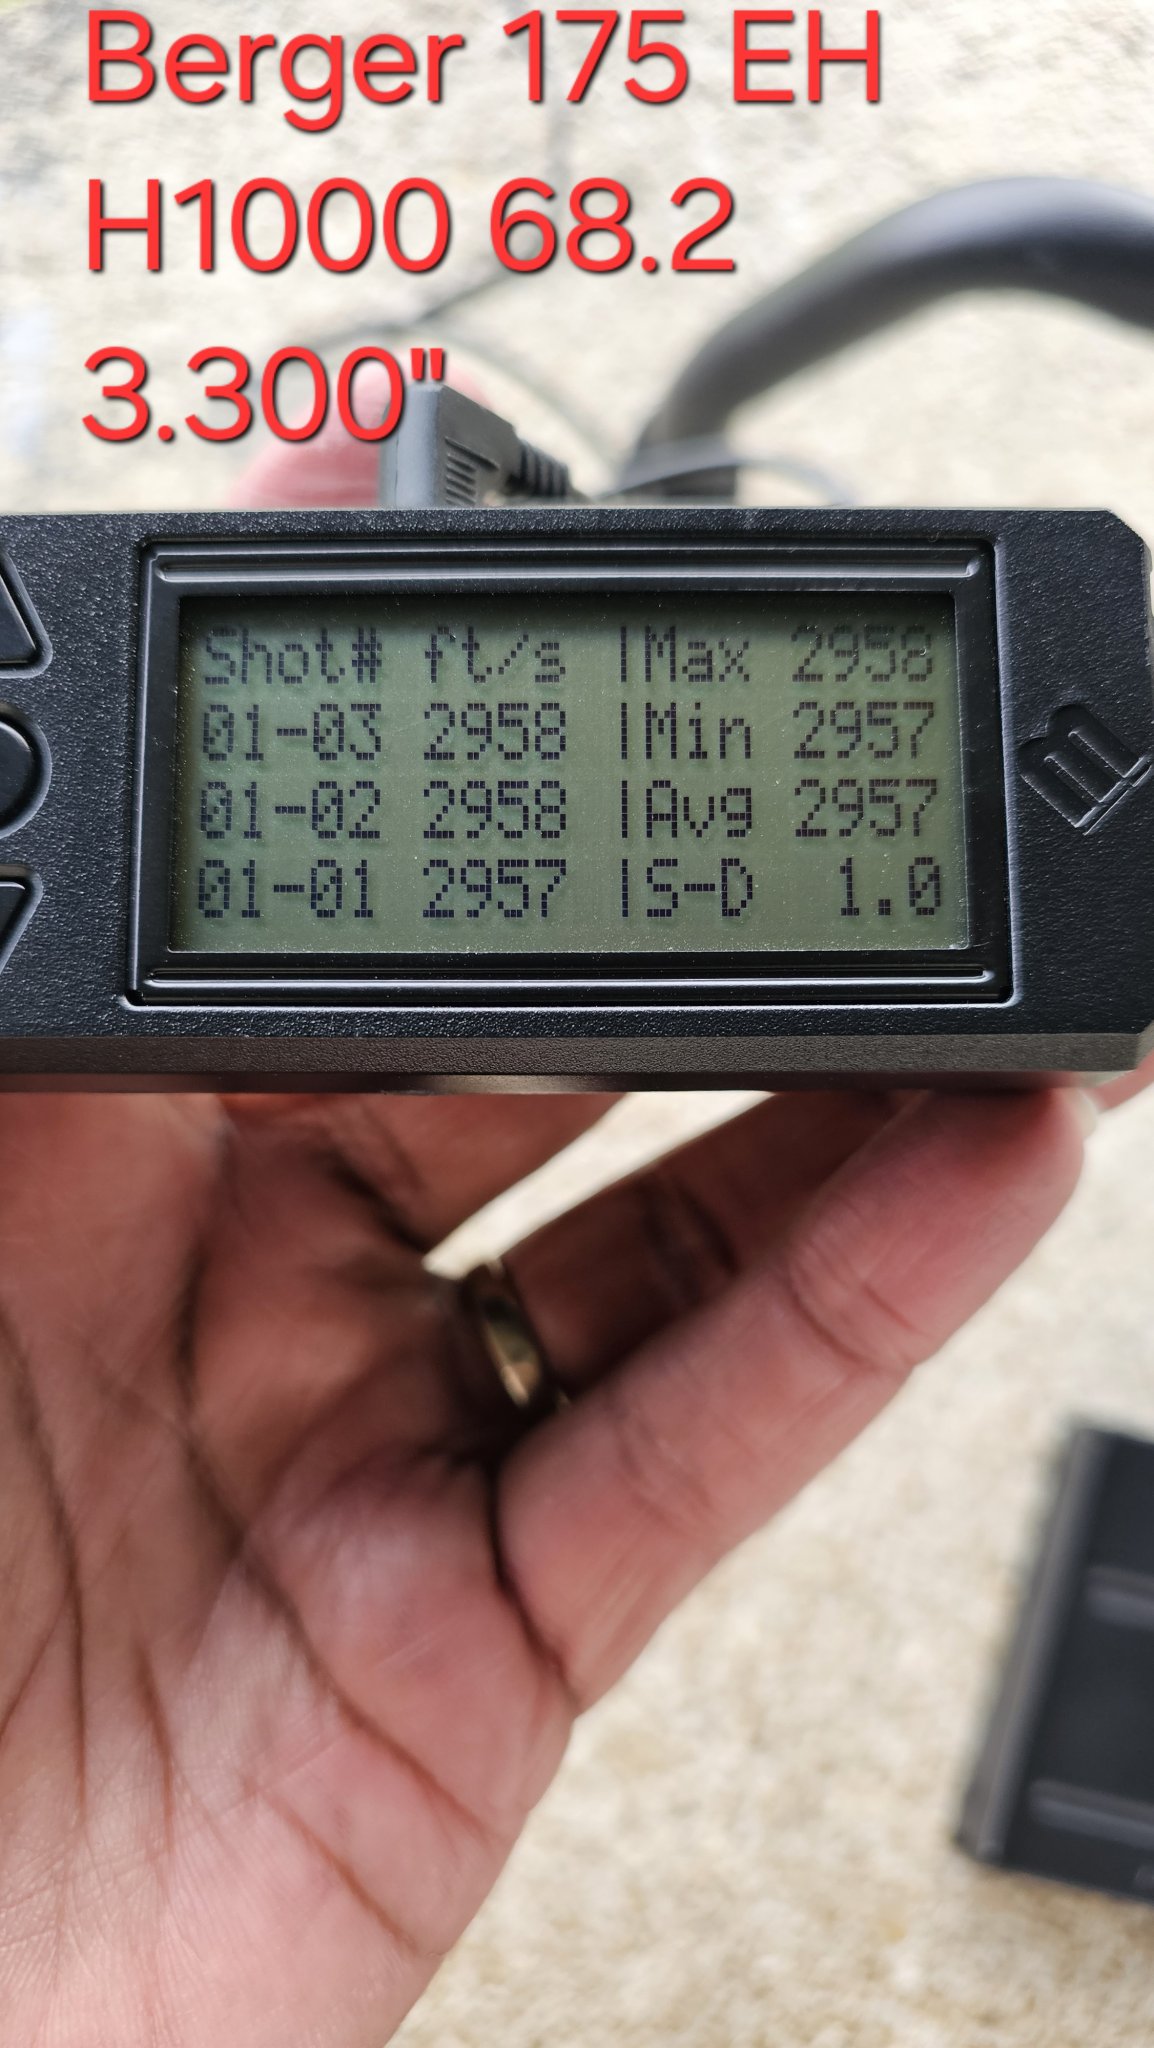 Berger 175 EH
H1000 68.2
3.300"
Shot# ft/s |Max 2958
01-03 2958 |Min 2957
01-02 2958 |Avg 2957
01-01 2957 |S-D 1.0
m